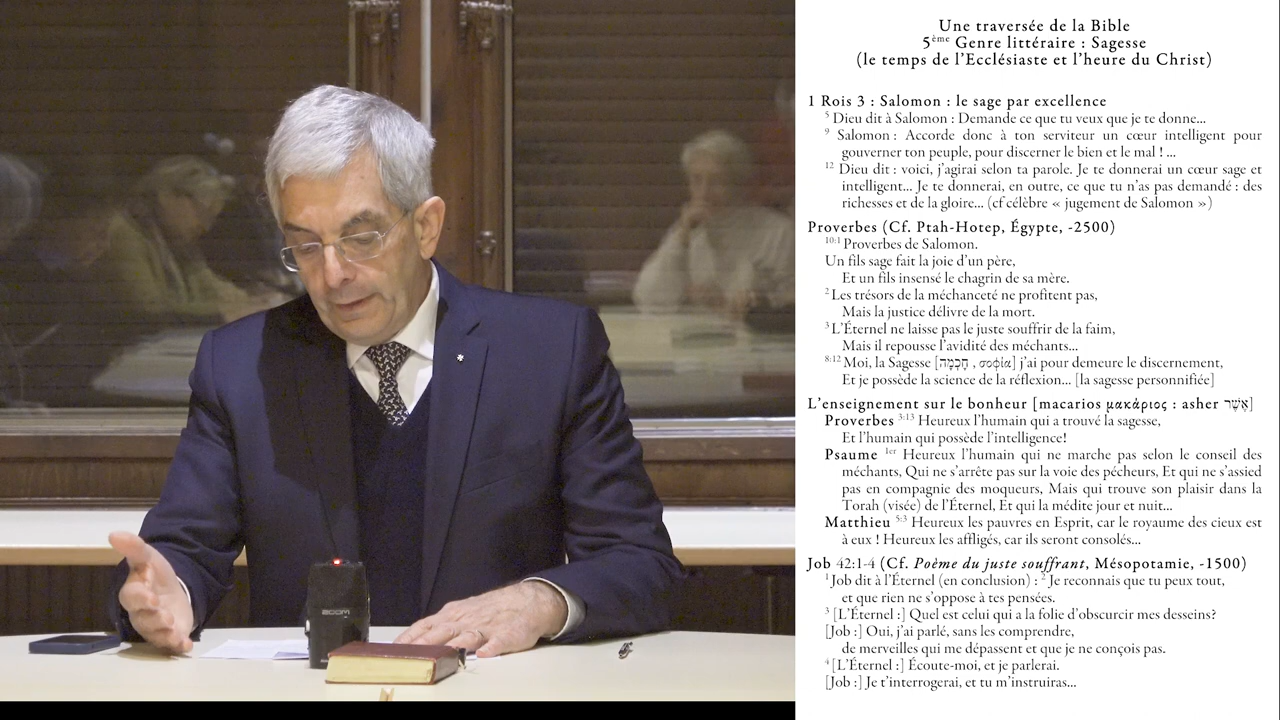 Une traversée de la Bible
5ème Genre littéraire : Sagesse
(le temps de l'Ecclésiaste et l'heure du Christ)
1 Rois 3 : Salomon : le sage par excellence
5 Dieu dit à Salomon : Demande ce que tu veux que je te donne...
9 Salomon : Accorde donc à ton serviteur un cœur intelligent pour
gouverner ton peuple, pour discerner le bien et le mal ! ...
12 Dieu dit : voici, j'agirai selon ta parole. Je te donnerai un cœur sage et
intelligent... Je te donnerai, en outre, ce que tu n'as pas demandé : des
richesses et de la gloire... (cf célèbre « jugement de Salomon »)
Proverbes (Cf. Ptah-Hotep, Égypte, -2500)
10:1 Proverbes de Salomon.
Un fils sage fait la joie d'un père,
Et un fils insensé le chagrin de sa mère.
2 Les trésors de la méchanceté ne profitent pas,
Mais la justice délivre de la mort.
3 L'Éternel ne laisse pas le juste souffrir de la faim,
Mais il repousse l'avidité des méchants...
8:12 Moi, la Sagesse [חָכְמָה , σοφία] j'ai pour demeure le discernement,
Et je possède la science de la réflexion... [la sagesse personnifiée]
L'enseignement sur le bonheur [macarios μακάριος : asher אָשֶׁר]
Proverbes 3:13 Heureux l'humain qui a trouvé la sagesse,
Et l'humain qui possède l'intelligence!
Psaume 1er Heureux l'humain qui ne marche pas selon le conseil des
méchants, Qui ne s'arrête pas sur la voie des pécheurs, Et qui ne s'assied
pas en compagnie des moqueurs, Mais qui trouve son plaisir dans la
Torah (visée) de l'Éternel, Et qui la médite jour et nuit...
Matthieu 5:3 Heureux les pauvres en Esprit, car le royaume des cieux est
à eux ! Heureux les affligés, car ils seront consolés...
Job 42:1-4 (Cf. Poème du juste souffrant, Mésopotamie, -1500)
1 Job dit à l'Éternel (en conclusion) : 2 Je reconnais que tu peux tout,
et que rien ne s'oppose à tes pensées.
3 [L'Éternel :] Quel est celui qui a la folie d'obscurcir mes desseins?
[Job :] Oui, j'ai parlé, sans les comprendre,
de merveilles qui me dépassent et que je ne conçois pas.
4 [L'Éternel :] Écoute-moi, et je parlerai.
[Job :] Je t'interrogerai, et tu m'instruiras...
zoom